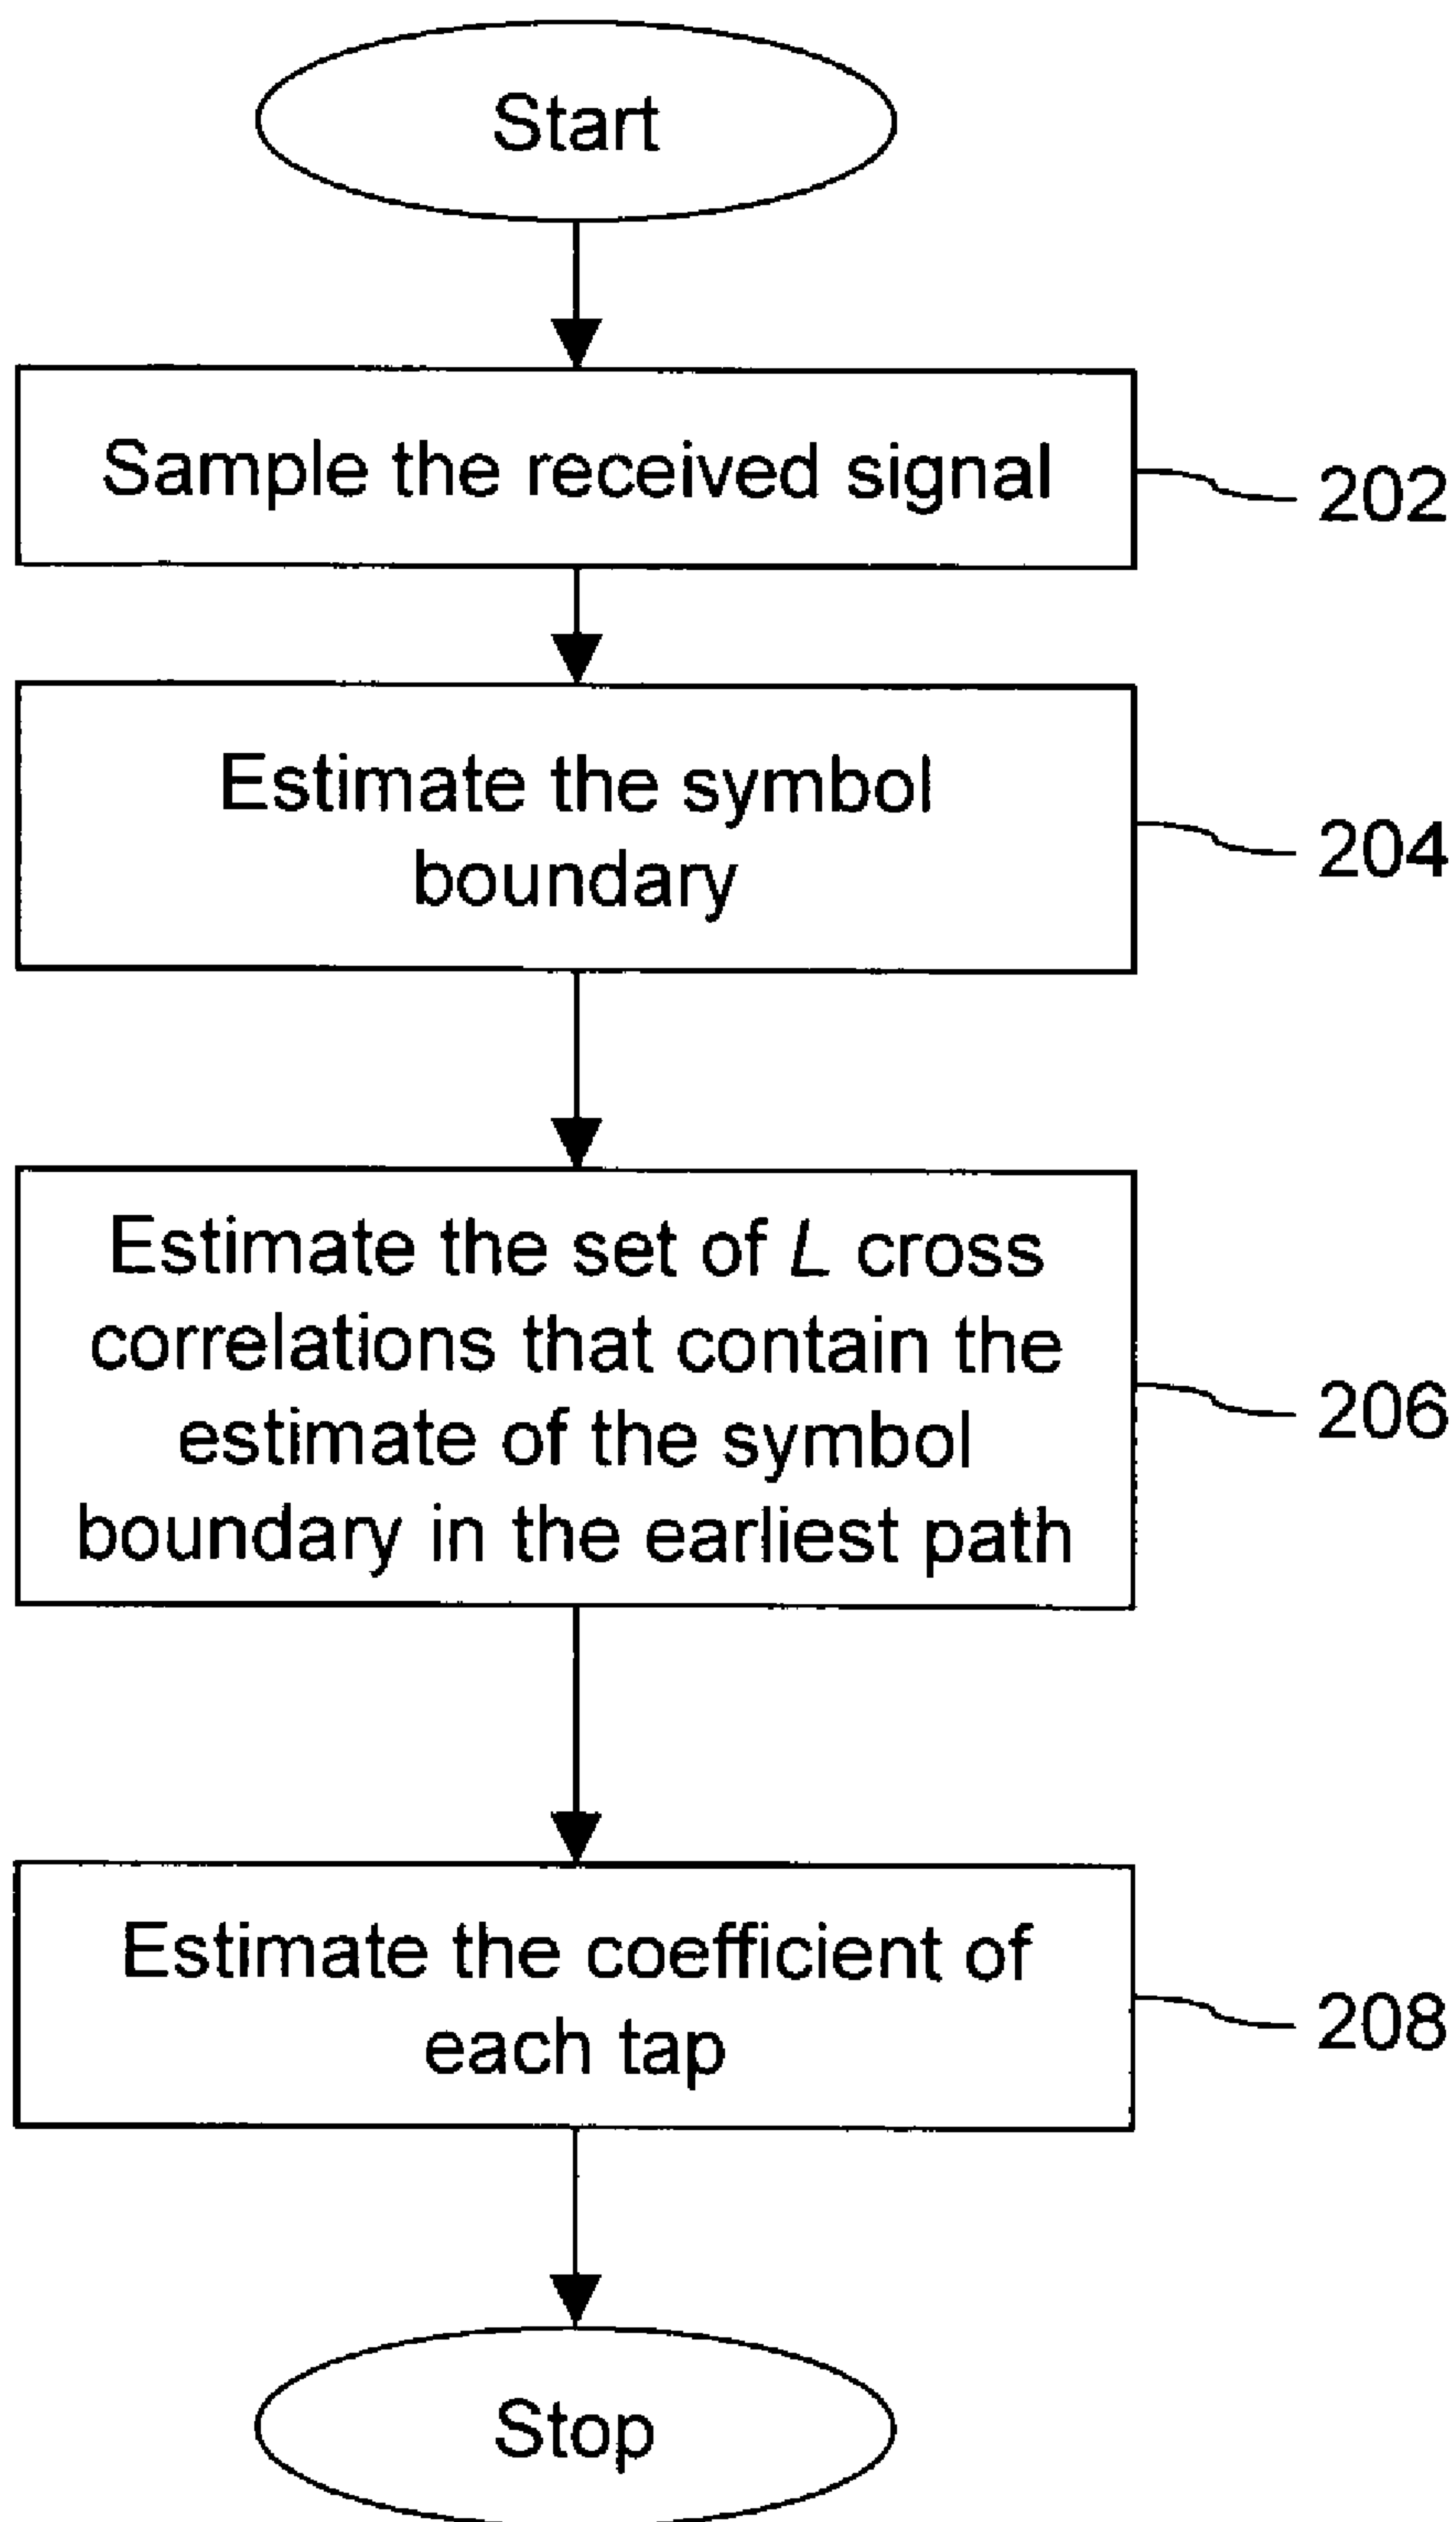 Start
Sample the received signal
202
Estimate the symbol
boundary
204
Estimate the set of L cross
correlations that contain the
estimate of the symbol
boundary in the earliest path
206
Estimate the coefficient of
each tap
208
Stop